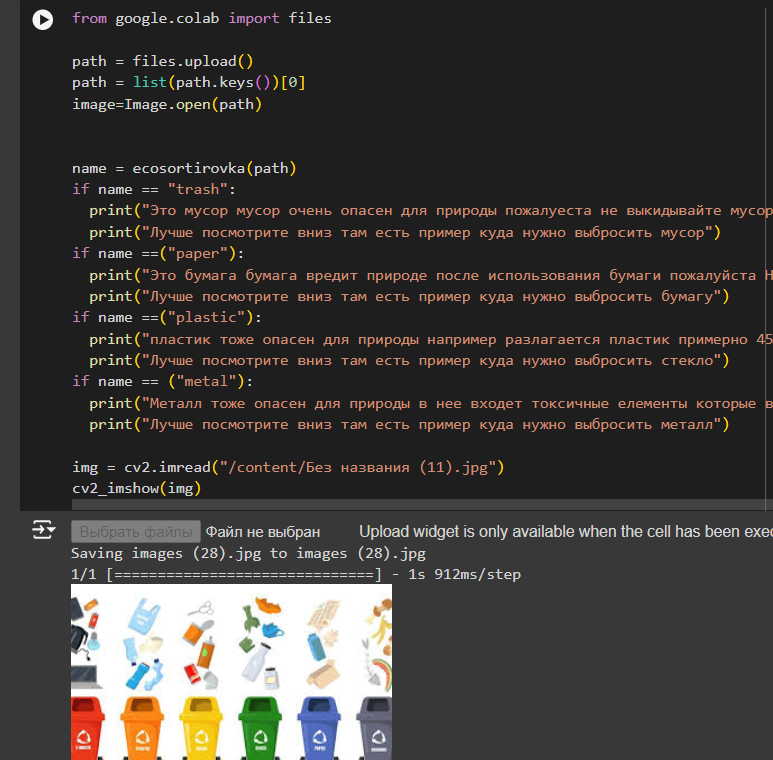 from google.colab import files
path = files.upload()
path = list(path.keys())[0]
image=Image.open(path)
name = ecosortirovka(path)
if name == "trash":
print("Это мусор мусор очень опасен для природы пожалуеста не выкидывайте мусор
print("Лучше посмотрите вниз там есть пример куда нужно выбросить мусор")
if name ==("paper"):
print("Это бумага бумага вредит природе после использования бумаги пожалуйста Н
print("Лучше посмотрите вниз там есть пример куда нужно выбросить бумагу")
if name ==("plastic"):
print("пластик тоже опасен для природы например разлагается пластик примерно 45
print("Лучше посмотрите вниз там есть пример куда нужно выбросить стекло")
if name == ("metal"):
print("Металл тоже опасен для природы в нее входет токсичные елементы которые в
print("Лучше посмотрите вниз там есть пример куда нужно выбросить металл")
img = cv2.imread("/content/Без названия (11).jpg")
cv2_imshow(img)
Выбрать файлы Файл не выбран Upload widget is only available when the cell has been exec
Saving images (28).jpg to images (28).jpg
1/1 [==============================] - 1s 912ms/step